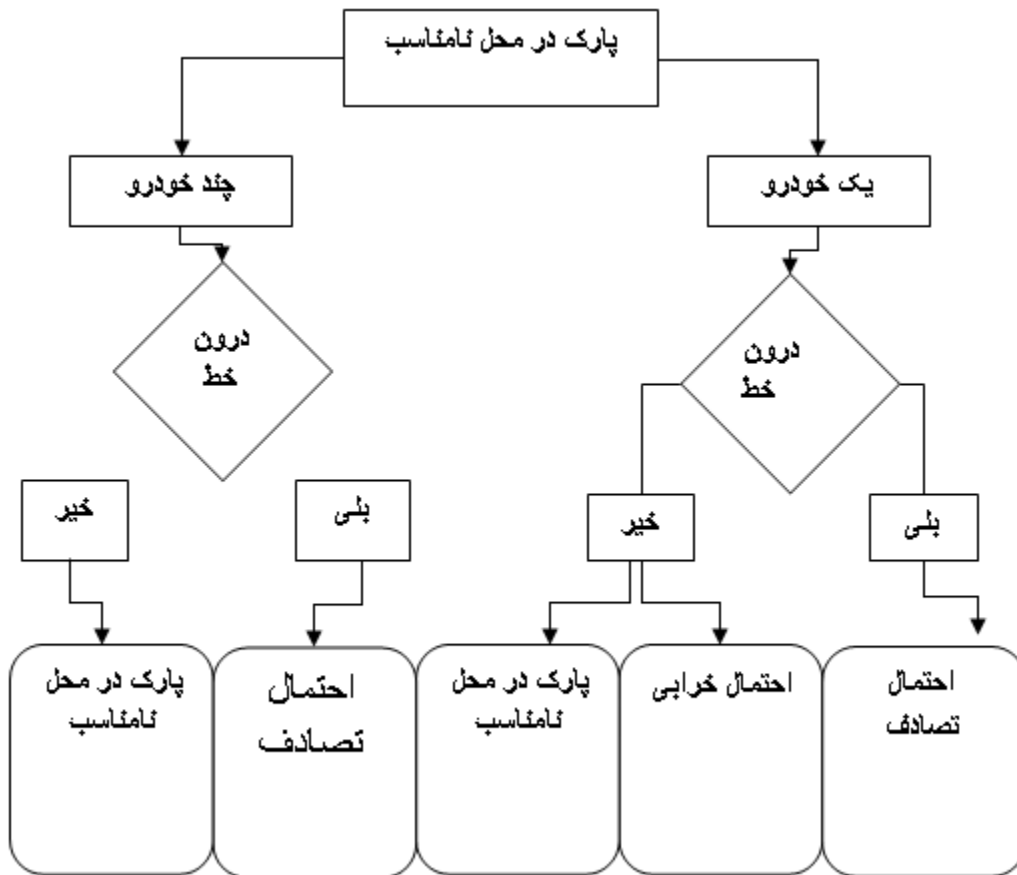 پارک در محل نامناسب
یک خودرو
چند خودرو
درون
خط
درون
خط
بلی
خیر
بلی
خیر
احتمال
تصادف
احتمال خرابی
پارک در محل
نامناسب
احتمال
تصادف
پارک در محل
نامناسب